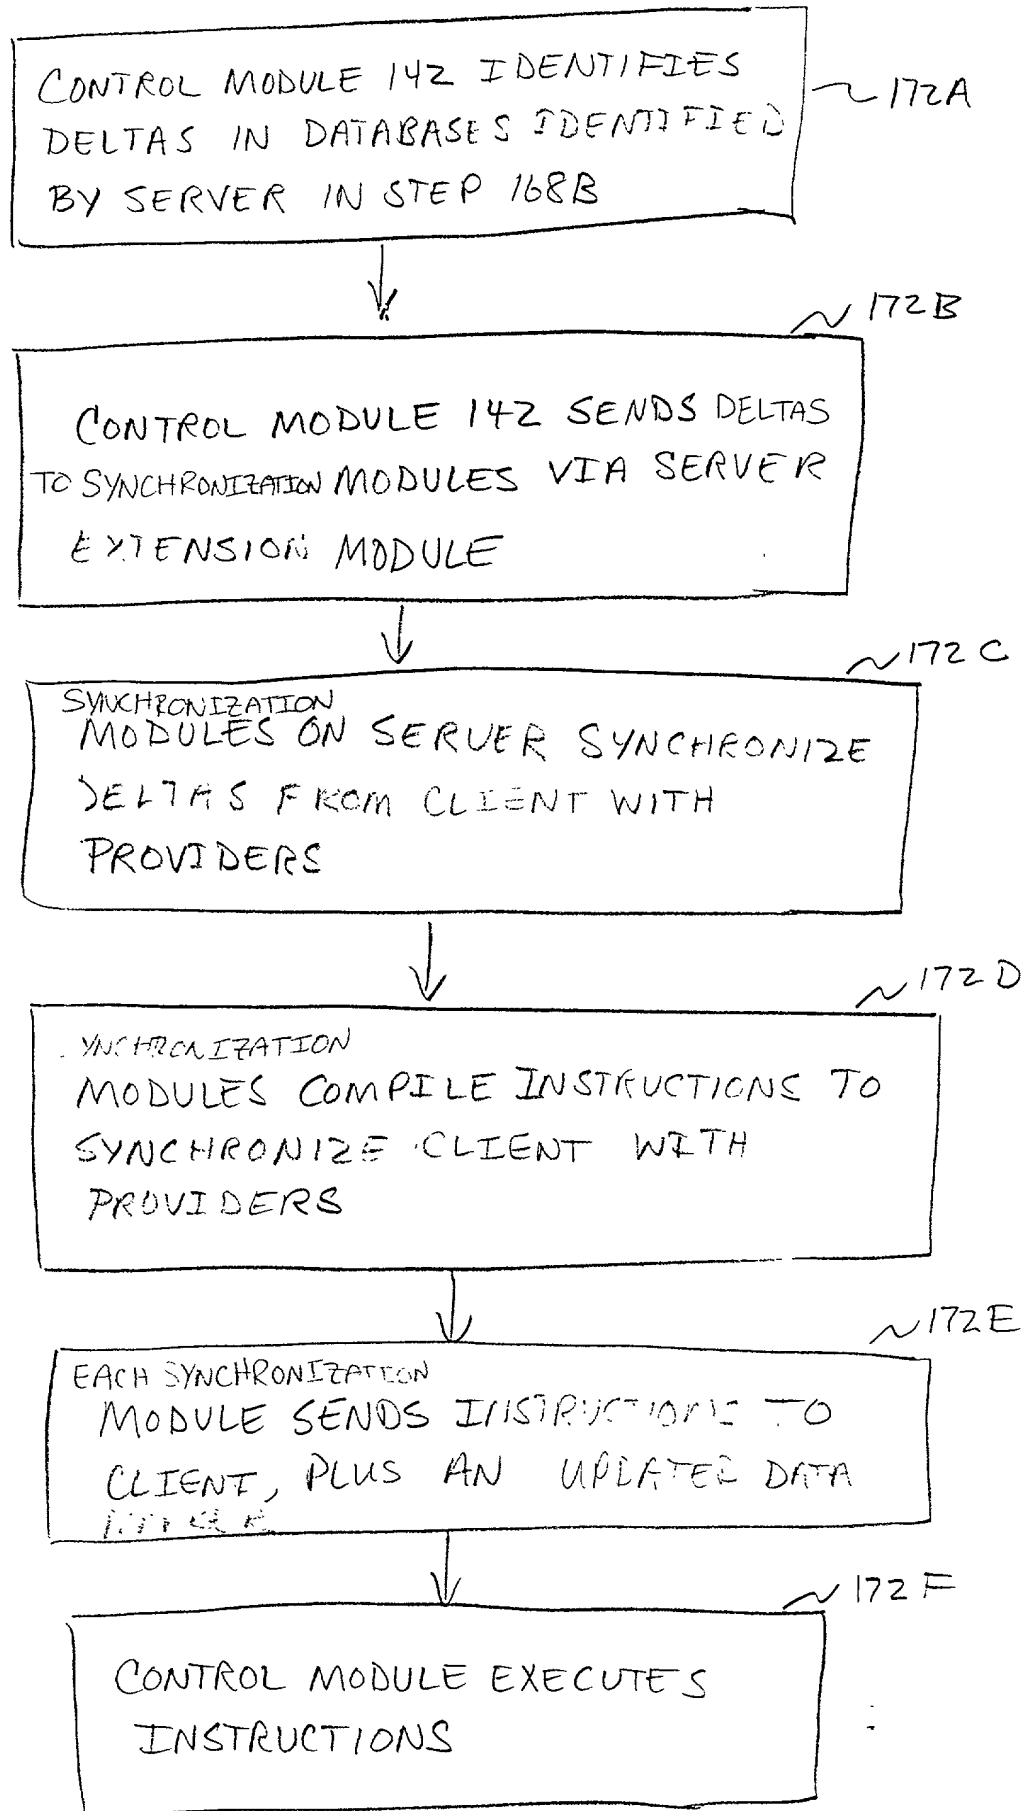 CONTROL MODULE 142 IDENTIFIES
172A
DELTAS IN DATABASES IDENTIFIED
BY SERVER IN STEP 168B
172B
CONTROL MODULE 142 SENDS DELTAS
TO SYNCHRONIZATION MODULES VIA SERVER
EXTENSION MODULE
172C
SYNCHRONIZATION
MODULES ON SERVER SYNCHRONIZE
DELTAS FROM CLIENT WITH
PROVIDERS
172D
SYNCHRONIZATION
MODULES COMPILE INSTRUCTIONS TO
SYNCHRONIZE CLIENT WITH
PROVIDERS
172E
EACH SYNCHRONIZATION
MODULE SENDS INSTRUCTIONS TO
CLIENT, PLUS AN UPDATED DATA
172F
CONTROL MODULE EXECUTES
INSTRUCTIONS